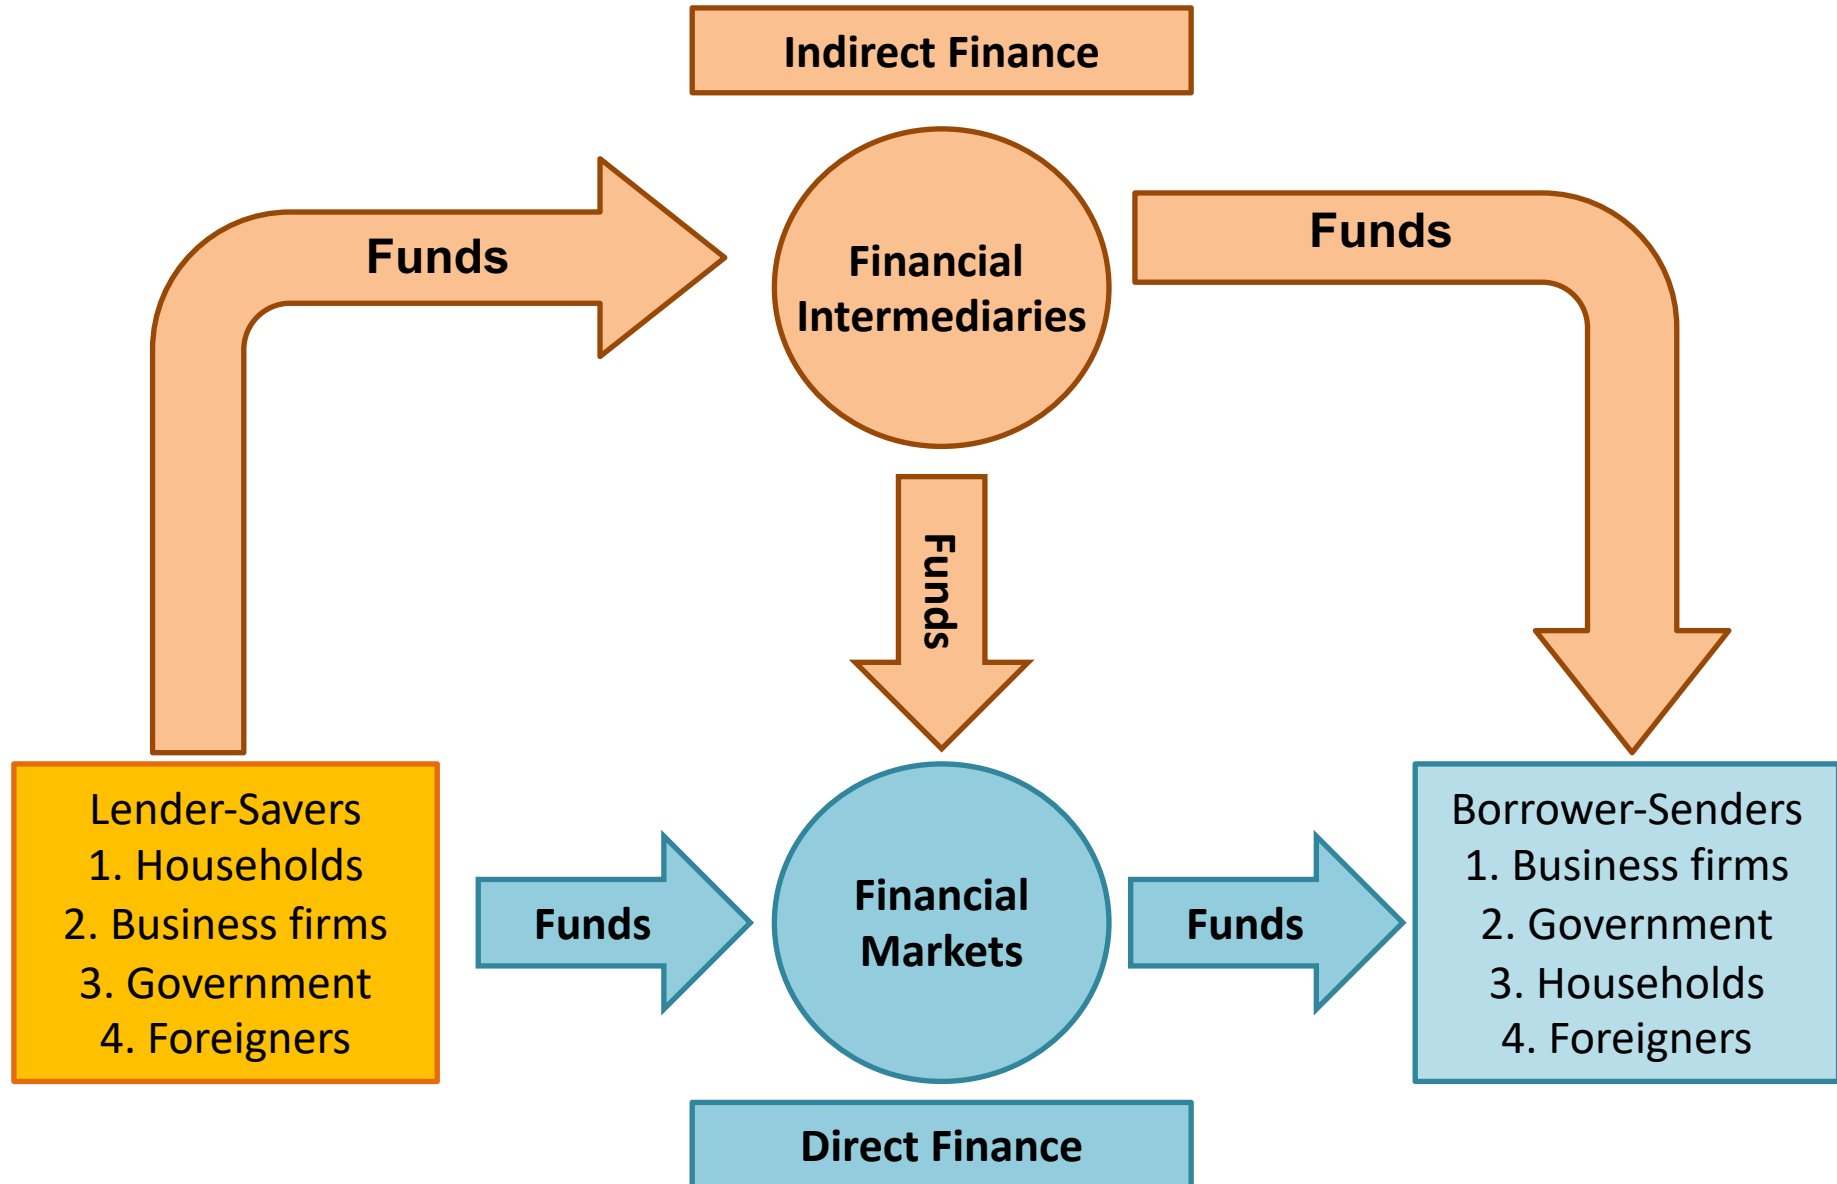 Indirect Finance
Funds
Financial
Intermediaries
Funds
Funds
Lender-Savers
1. Households
2. Business firms
3. Government
4. Foreigners
Funds
Financial
Markets
Funds
Borrower-Senders
1. Business firms
2. Government
3. Households
4. Foreigners
Direct Finance